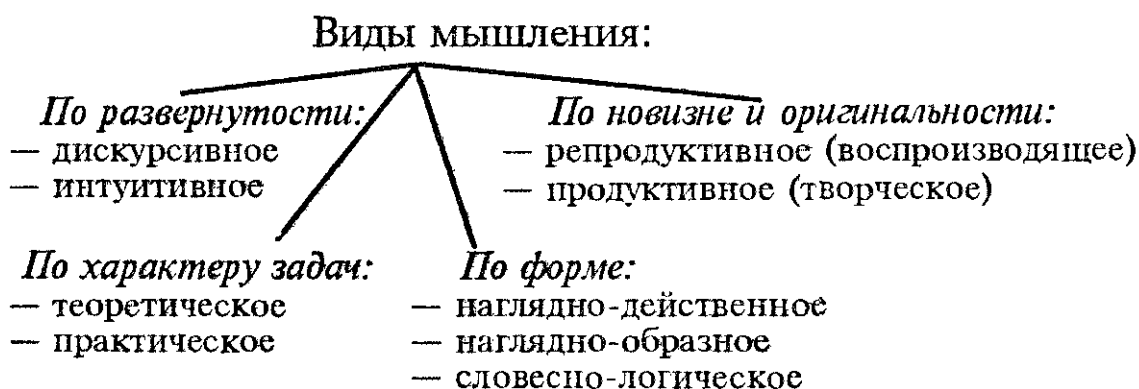 Виды мышления:
По развернутости:
— дискурсивное
— интуитивное
По новизне и оригинальности:
— репродуктивное (воспроизводящее)
— продуктивное (творческое)
По характеру задач:
— теоретическое
— практическое
По форме:
— наглядно-действенное
— наглядно-образное
— словесно-логическое